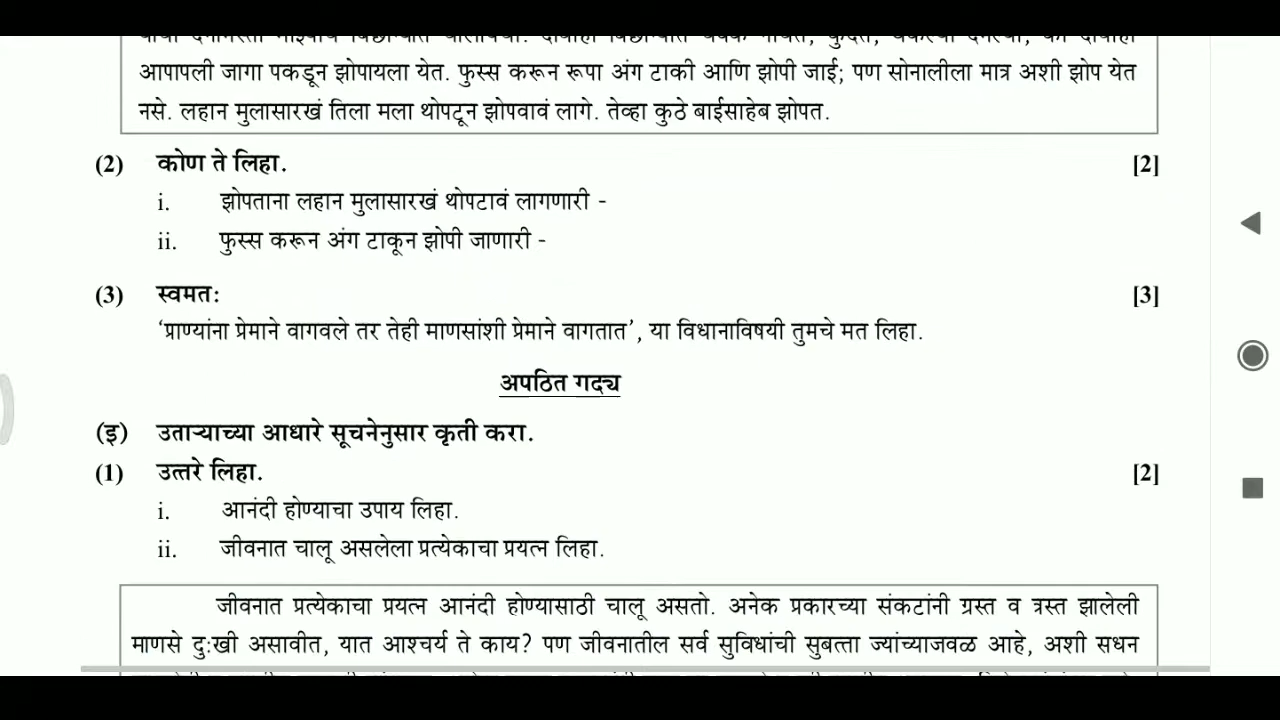 आपापली जागा पकडून झोपायला येत. फुस्स करून रूपा अंग टाकी आणि झोपी जाई; पण सोनालीला मात्र अशी झोप येत
नसे. लहान मुलासारखं तिला मला थोपटून झोपवावं लागे. तेव्हा कुठे बाईसाहेब झोपत.
(2) कोण ते लिहा. [2]
i. झोपताना लहान मुलासारखं थोपटावं लागणारी -
ii. फुस्स करून अंग टाकून झोपी जाणारी -
(3) स्वमतः [3]
‘प्राण्यांना प्रेमाने वागवले तर तेही माणसांशी प्रेमाने वागतात’, या विधानाविषयी तुमचे मत लिहा.
अपठित गद्य
(इ) उताऱ्याच्या आधारे सूचनेनुसार कृती करा.
(1) उत्तरे लिहा. [2]
i. आनंदी होण्याचा उपाय लिहा.
ii. जीवनात चालू असलेला प्रत्येकाचा प्रयत्न लिहा.
जीवनात प्रत्येकाचा प्रयत्न आनंदी होण्यासाठी चालू असतो. अनेक प्रकारच्या संकटांनी ग्रस्त व त्रस्त झालेली
माणसे दुःखी असावीत, यात आश्चर्य ते काय? पण जीवनातील सर्व सुविधांची सुबत्ता ज्यांच्याजवळ आहे, अशी सधन